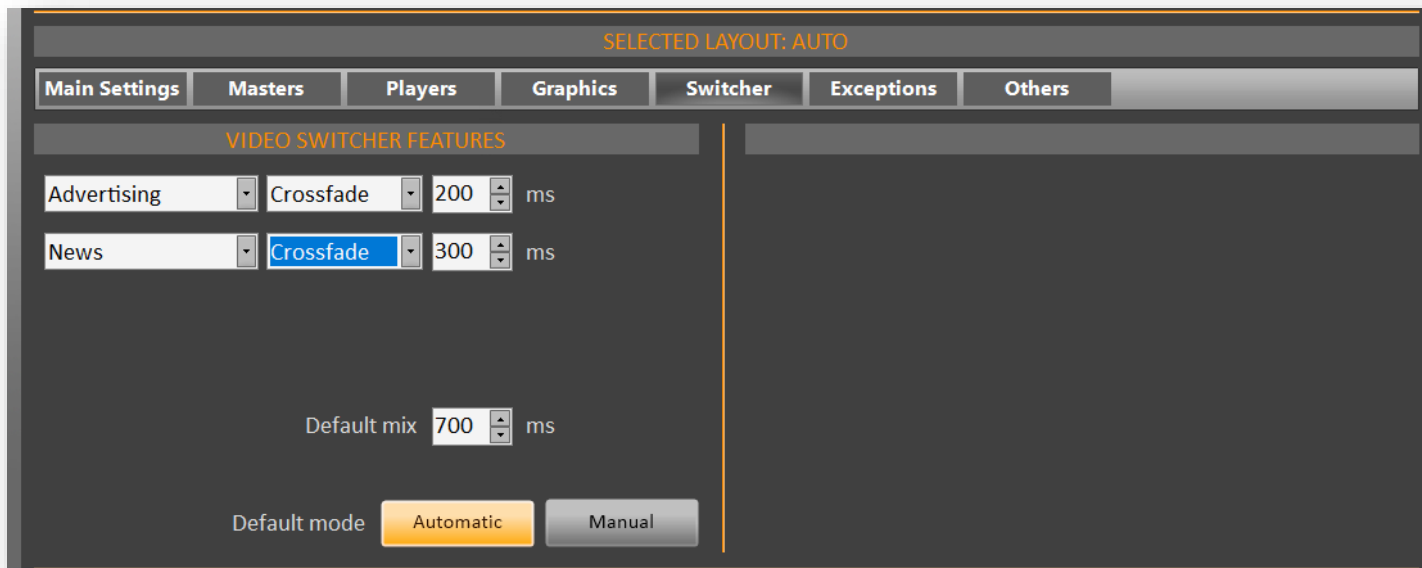 SELECTED LAYOUT: AUTO
Main Settings Masters Players Graphics Switcher Exceptions Others
VIDEO SWITCHER FEATURES
Advertising Crossfade 200 ms
News Crossfade 300 ms
Default mix 700 ms
Default mode Automatic Manual